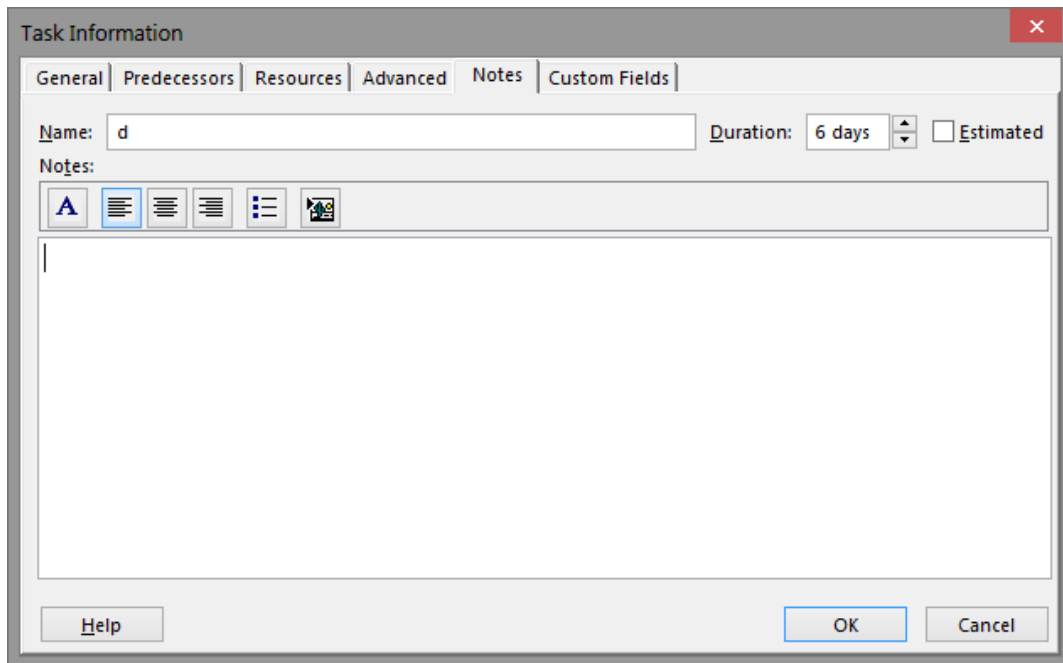 Task Information
General Predecessors Resources Advanced Notes Custom Fields
Name: d Duration: 6 days Estimated
Notes:
A
Help OK Cancel